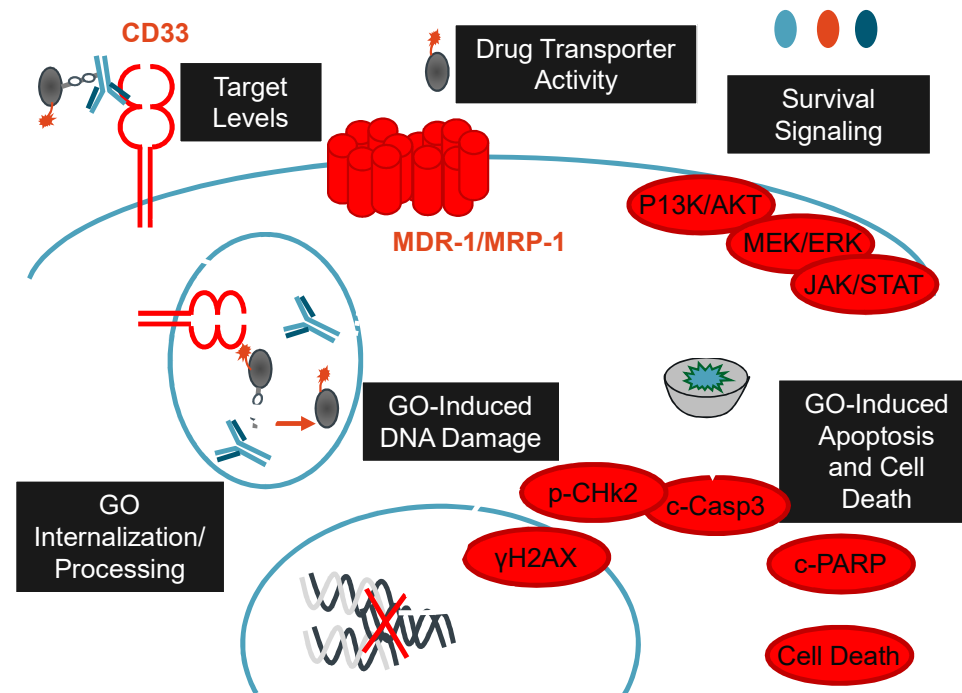 CD33
Target
Levels
Drug Transporter
Activity
Survival
Signaling
MDR-1/MRP-1
P13K/AKT
MEK/ERK
JAK/STAT
GO-Induced
DNA Damage
GO-Induced
Apoptosis
and Cell
Death
GO
Internalization/
Processing
p-CHk2
c-Casp3
γH2AX
c-PARP
Cell Death